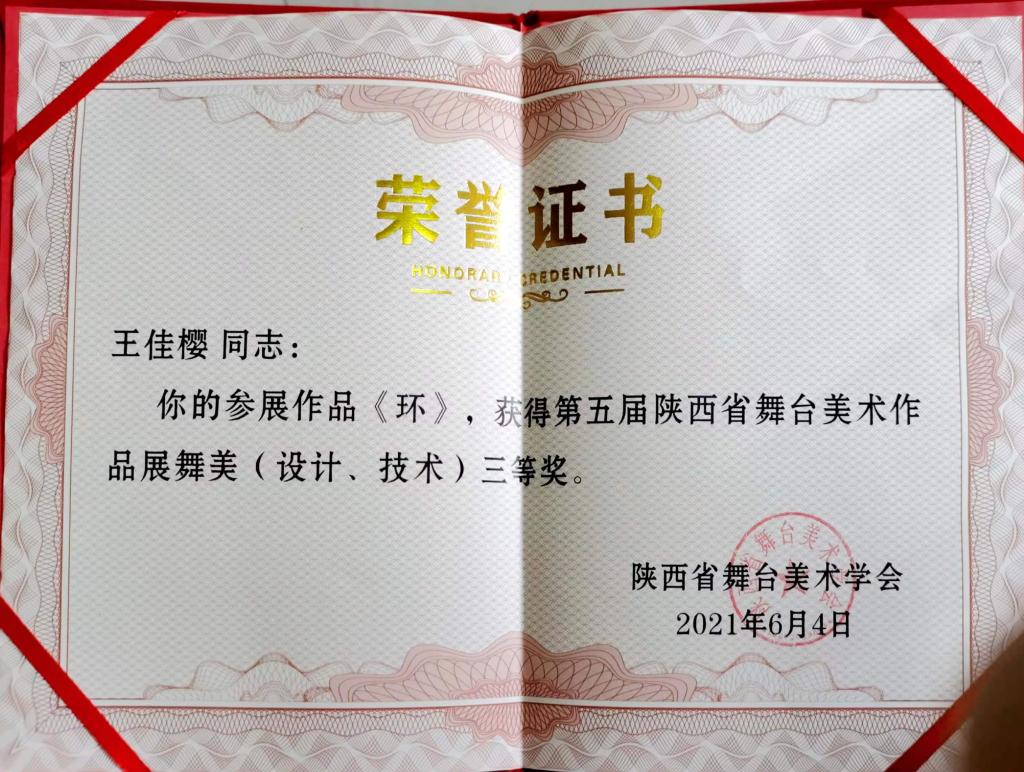 荣誉证书
HONORARY CREDENTIAL
王佳樱 同志：
你的参展作品《环》，获得第五届陕西省舞台美术作
品展舞美（设计、技术）三等奖。
陕西省舞台美术学会
2021年6月4日